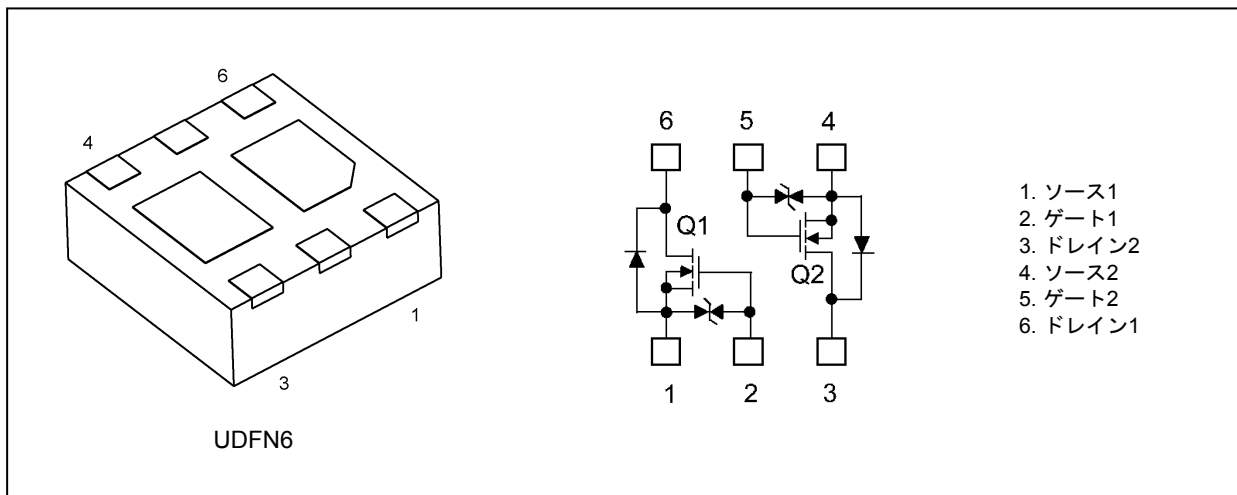 6
4
1
3
UDFN6
6 5 4
Q1
Q2
1 2 3
1. ソース1
2. ゲート1
3. ドレイン2
4. ソース2
5. ゲート2
6. ドレイン1